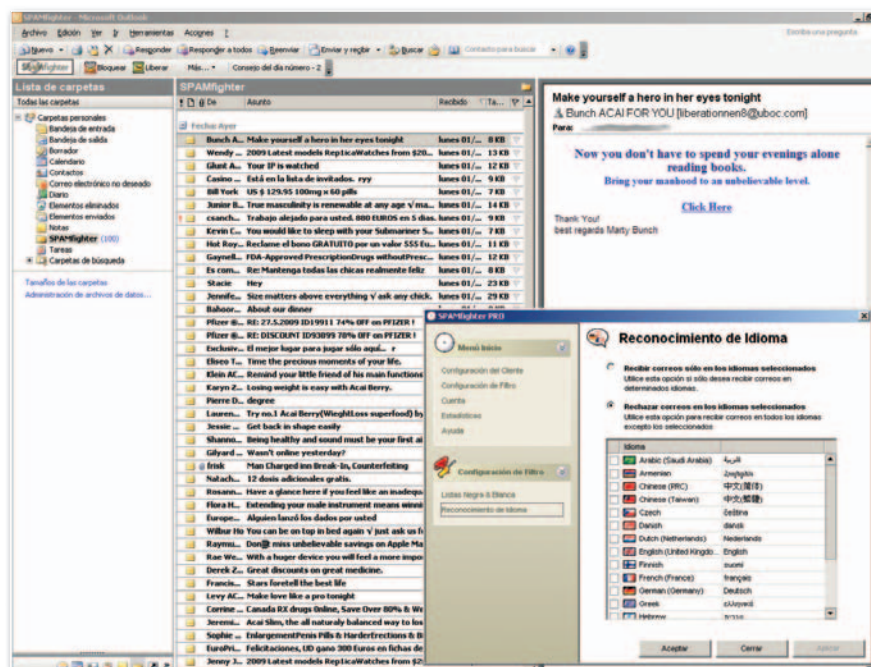 SPAMfighter - Microsoft Outlook
Archivo Edición Ver Ir Herramientas Acciones ?
Escriba una pregunta
Nuevo Responder Responder a todos Reenviar Enviar y recibir Buscar Contacto para buscar
SPAMfighter Bloquear Liberar Más... Consejo del día número - 2
Lista de carpetas
Todas las carpetas
Carpetas personales
Bandeja de entrada
Bandeja de salida
Borrador
Calendario
Contactos
Correo electrónico no deseado
Diario
Elementos eliminados
Elementos enviados
Notas
SPAMfighter (100)
Tareas
Carpetas de búsqueda
Tamaños de las carpetas
Administración de archivos de datos...
SPAMfighter
De Asunto Recibido Ta...
Fecha: Ayer
Bunch A... Make yourself a hero in her eyes tonight lunes 01/... 8 KB
Wendy ... 2009 Latest models RepTicaWatches from $20... lunes 01/... 13 KB
Glunt A... Your IP is watched lunes 01/... 12 KB
Casino ... Está en la lista de invitados. ryy lunes 01/... 9 KB
Bill York US $ 129.95 100mg x 60 pills lunes 01/... 7 KB
Junior B... True masculinity is renewable at any age √ ma... lunes 01/... 14 KB
csanch... Trabajo alejado para usted. 880 EUROS en 5 dias. lunes 01/... 9 KB
Kevin C... You would like to sleep with your Submariner S... lunes 01/... 7 KB
Hot Roy... Reclame el bono GRATUITO por un valor 555 Eu... lunes 01/... 11 KB
Gaynell... FDA-Approved PrescriptionDrugs withoutPresc... lunes 01/... 12 KB
Es com... Re: Mantenga todas las chicas realmente feliz lunes 01/... 8 KB
Stacie Hey lunes 01/... 23 KB
Jennife... Size matters above everything √ ask any chick. lunes 01/... 29 KB
Bahoor... About our dinner
Pfizer ®... RE: 27.5.2009 ID19911 74% OFF on PFIZER !
Pfizer ®... RE: DISCOUNT ID93899 78% OFF on PFIZER !
Exclusiv... El mejor lugar para jugar sólo aquí... r
Eliseo T... Time the precious moments of your life.
Klein AC... Remind your little friend of his main functions
Karyn Z... Losing weight is easy with Acai Berry.
Pierre D... degree
Lauren... Try no.1 Acai Berry(WieghtLoss superfood) by
Jessie ... Get back in shape easily
Shanno... Being healthy and sound must be your first ai
Gilyard ... Wasn't online yesterday?
frisk Man Charged inn Break-In, Counterfeiting
Natach... 12 dosis adicionales gratis.
Rosann... Have a glance here if you feel like an inadequ
Flora H... Extending your male instrument means winni
Europe... Alguien lanzó los dados por usted
Wilbur Ho You can be on top in bed again √ just ask us f
Raymu... miss unbelievable savings on Apple Ma
Rae We... With a huger device you will feel a more impo
Derek Z... Great discounts on great medicine.
Francis... Stars foretell the best life
Levy AC... Make love like a pro tonight
Corrine ... Canada RX drugs Online, Save Over 80% & We
Jeremi... Acai Slim, the all naturaly balanced way to los
Sophie ... EnlargementPenis Pills & HarderErections & B
EuroPri... Felicitaciones, UD gano 300 Euros en fichas de
Jenny J... 2009 Latest models RepTicaWatches from $2
Make yourself a hero in her eyes tonight
Bunch ACAI FOR YOU [liberationnen8@uboc.com]
Para:
Now you don't have to spend your evenings alone
reading books.
Bring your manhood to an unbelievable level.
Click Here
Thank You!
best regards Marty Bunch
SPAMfighter PRO
Menú Inicio
Configuración del Cliente
Configuración de Filtro
Cuenta
Estadísticas
Ayuda
Configuración de Filtro
Listas Negra & Blanca
Reconocimiento de Idioma
Reconocimiento de Idioma
Recibir correos sólo en los idiomas seleccionados
Utilice esta opción si sólo desea recibir correos en
determinados idiomas.
Rechazar correos en los idiomas seleccionados
Utilice esta opción para recibir correos en todos los idiomas
excepto los seleccionados
Idioma
Arabic (Saudi Arabia) العربية
Armenian
Chinese (PRC) 中文(简体)
Chinese (Taiwan) 中文(繁體)
Czech čeština
Danish dansk
Dutch (Netherlands) Nederlands
English (United Kingdo... English
Finnish suomi
French (France) français
German (Germany) Deutsch
Greek ελληνικά
Hebrew עברית
Aceptar Cerrar Aplicar